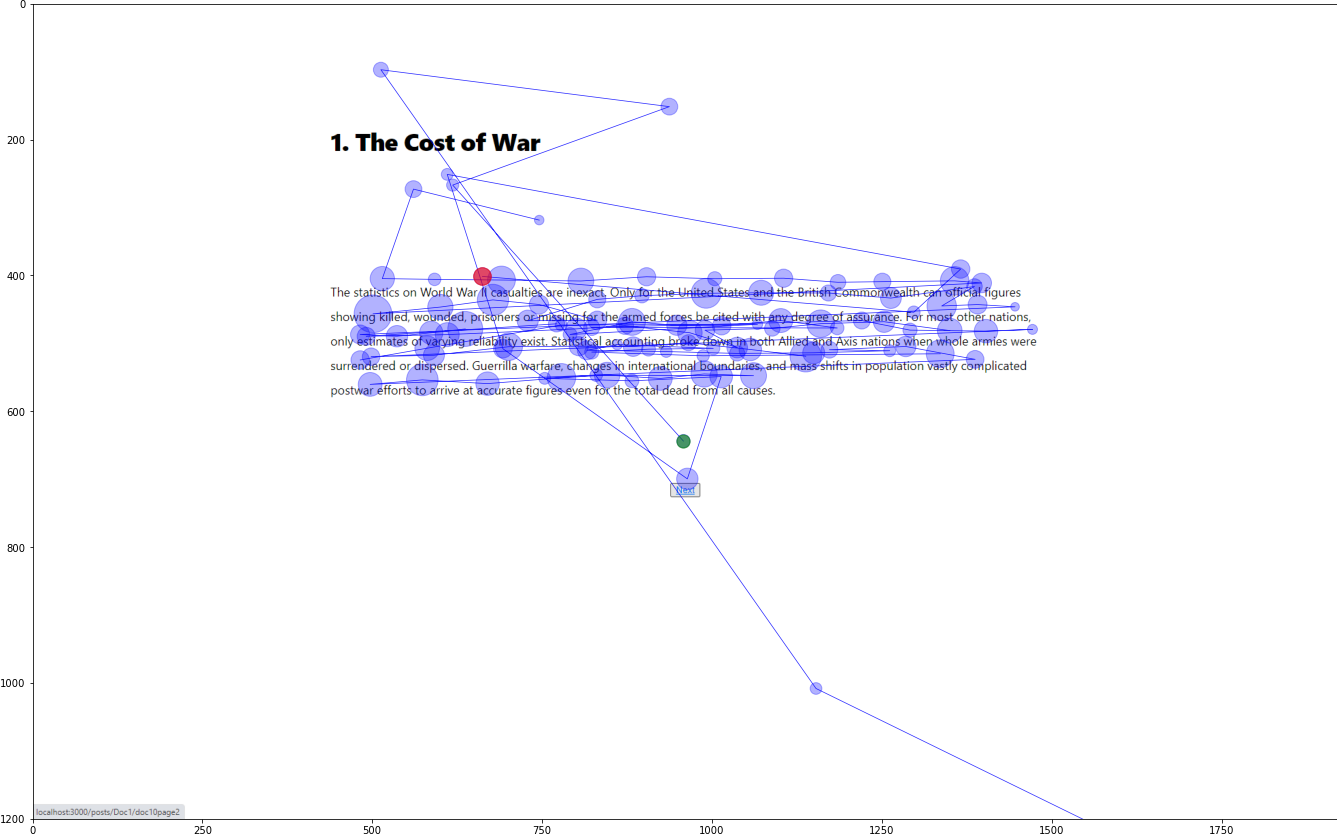 0
200
1. The Cost of War
400
The statistics on World War II casualties are inexact. Only for the United States and the British Commonwealth can official figures
showing killed, wounded, prisoners or missing for the armed forces be cited with any degree of assurance. For most other nations,
only estimates of varying reliability exist. Statistical accounting broke down in both Allied and Axis nations when whole armies were
surrendered or dispersed. Guerrilla warfare, changes in international boundaries, and mass shifts in population vastly complicated
postwar efforts to arrive at accurate figures even for the total dead from all causes.
600
Next
800
1000
localhost:3000/posts/Doc1/doc10page2
1200
0 250 500 750 1000 1250 1500 1750